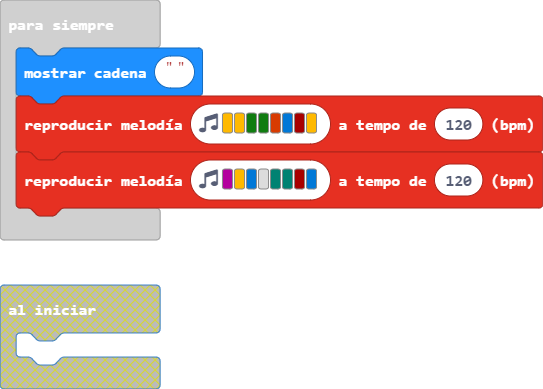 para siempre
mostrar cadena " "
reproducir melodía a tempo de 120 (bpm)
reproducir melodía a tempo de 120 (bpm)
al iniciar